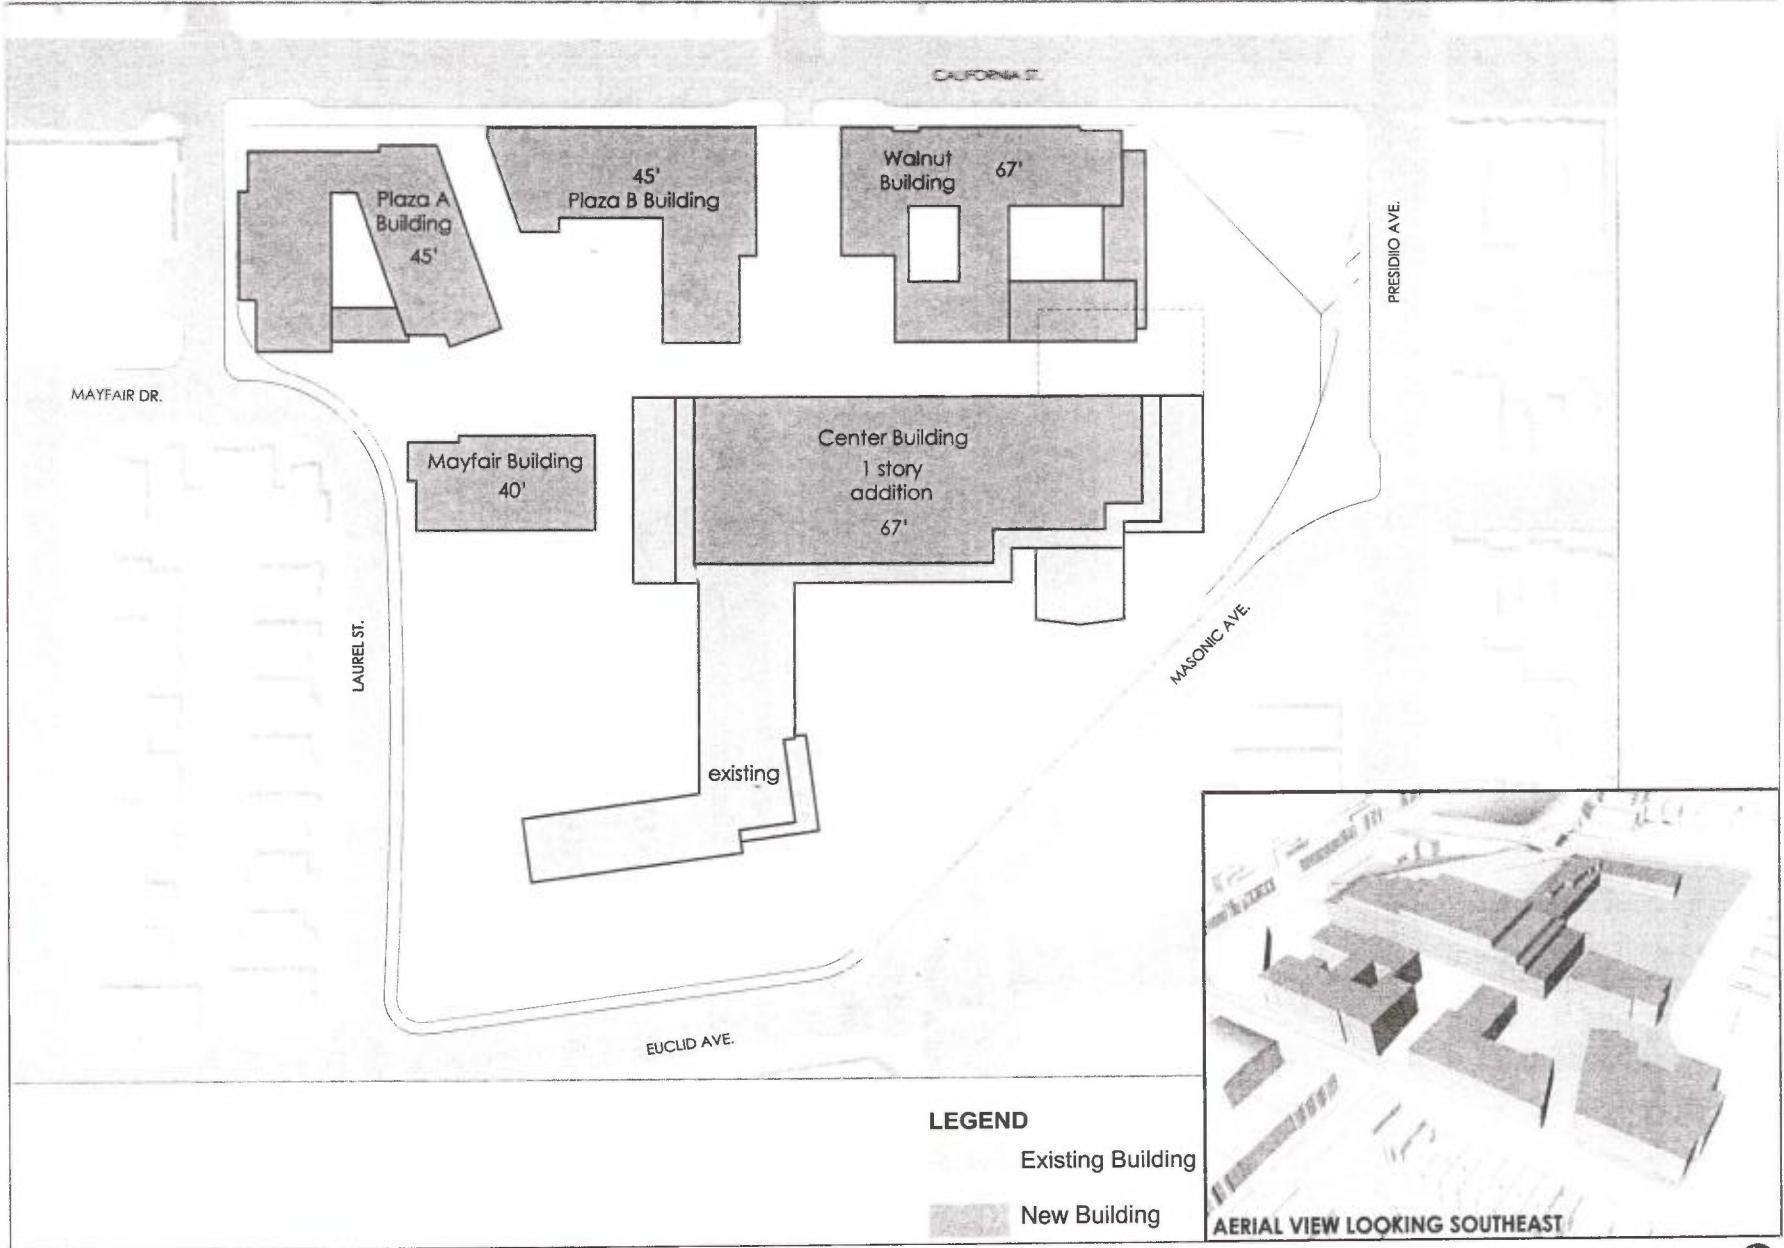 CALIFORNIA ST.
Plaza A
Building
45'
45'
Plaza B Building
Walnut
Building
67'
PRESIDIIO AVE.
MAYFAIR DR.
Mayfair Building
40'
Center Building
1 story
addition
67'
LAUREL ST.
MASONIC AVE.
existing
EUCLID AVE.
LEGEND
Existing Building
New Building
AERIAL VIEW LOOKING SOUTHEAST